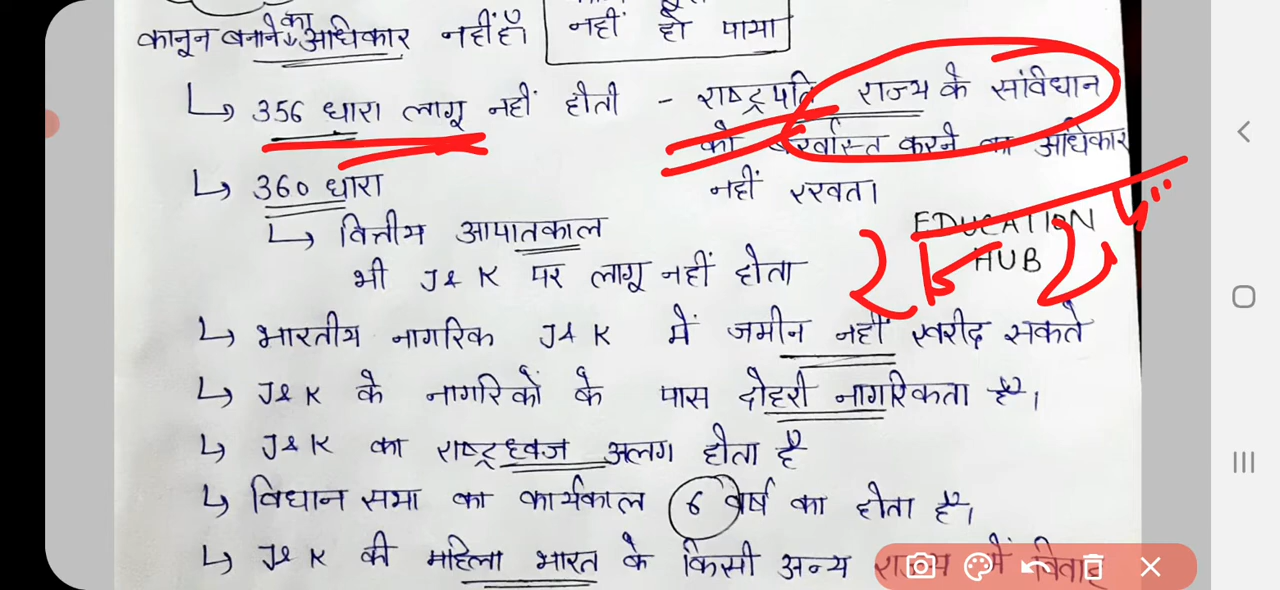 कानून बनाने का अधिकार नहीं है।
नहीं हो पाया
↳ 356 धारा लागू नहीं होती - राष्ट्रपति राज्य के संविधान
को बर्खास्त करने का अधिकार
नहीं रखता।
↳ 360 धारा
↳ वित्तीय आपातकाल
भी J&K पर लागू नहीं होता
EDUCATION
HUB
↳ भारतीय नागरिक J&K में जमीन नहीं खरीद सकते
↳ J&K के नागरिकों के पास दोहरी नागरिकता है।
↳ J&K का राष्ट्रध्वज अलग होता है
↳ विधान सभा का कार्यकाल 6 वर्ष का होता है।
↳ J&K की महिला भारत के किसी अन्य राज्य में